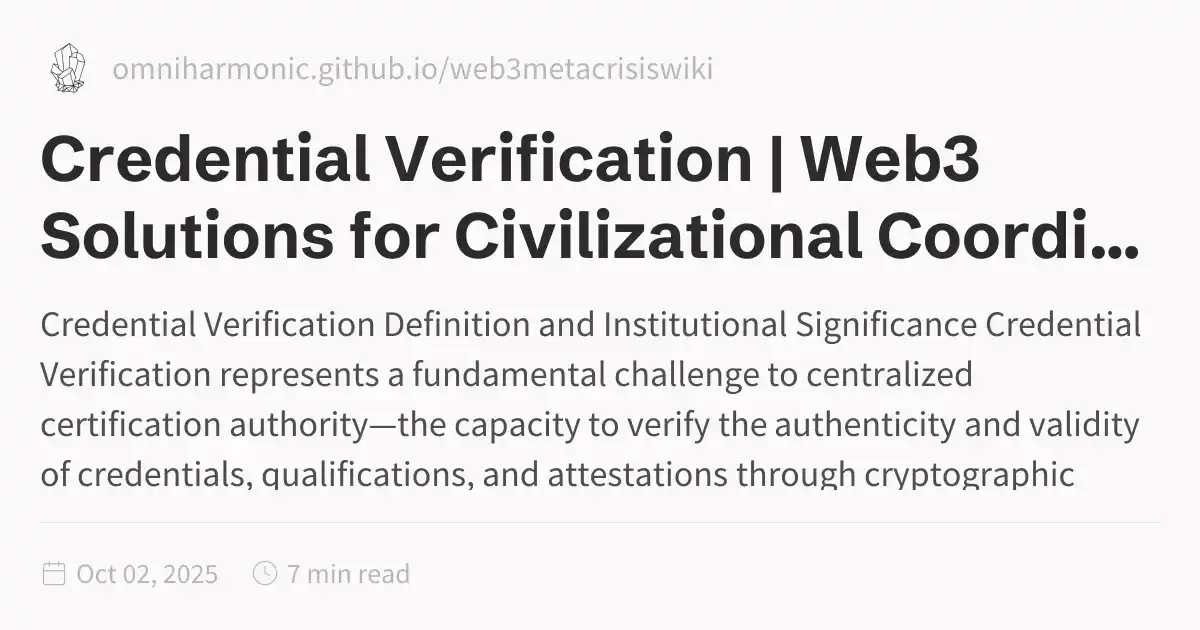 omniharmonic.github.io/web3metacrisiswiki
Credential Verification | Web3
Solutions for Civilizational Coordi...
Credential Verification Definition and Institutional Significance Credential
Verification represents a fundamental challenge to centralized
certification authority—the capacity to verify the authenticity and validity
of credentials, qualifications, and attestations through cryptographic
Oct 02, 2025
7 min read